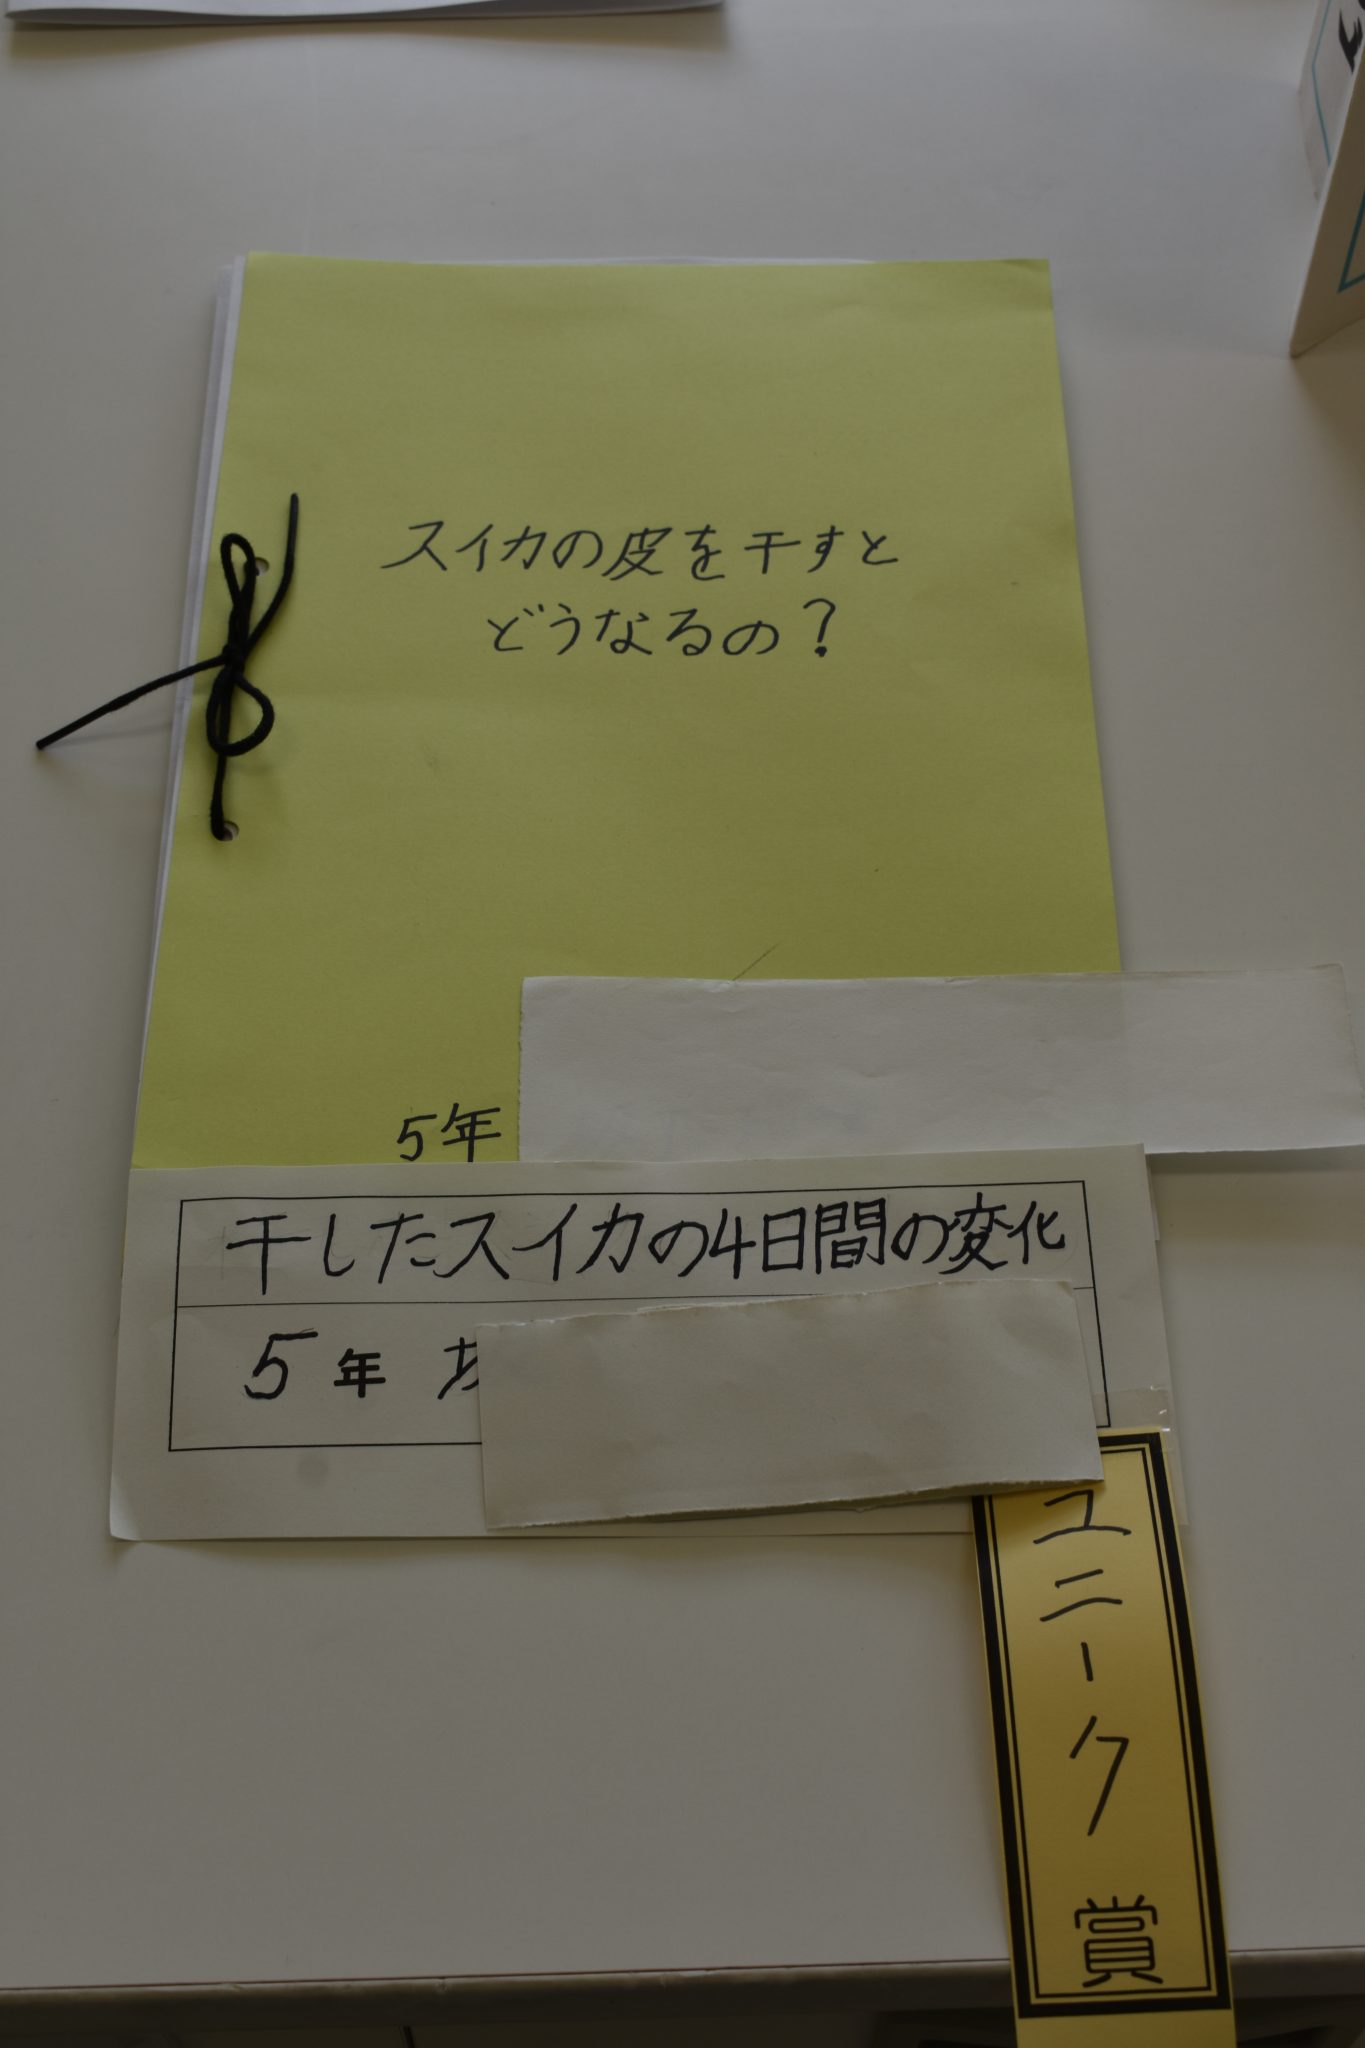 スイカの皮を干すと
どうなるの？
5年
干したスイカの4日間の変化
5年
ユニーク賞